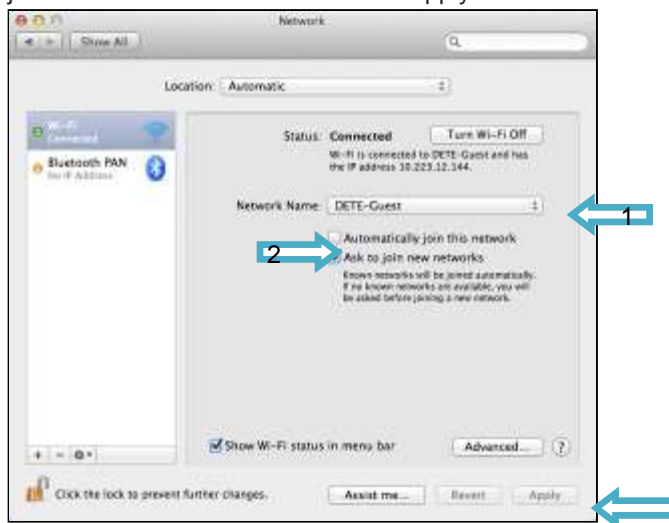 Apply
Network
Show All
Location: Automatic
Wi-Fi
Connected
Bluetooth PAN
No IP Address
Status: Connected
Turn Wi-Fi Off
Wi-Fi is connected to DETE-Guest and has
the IP address 10.223.12.144.
Network Name: DETE-Guest
1
Automatically join this network
2
Ask to join new networks
Known networks will be joined automatically.
If no known networks are available, you will
be asked before joining a new network.
Show Wi-Fi status in menu bar
Advanced...
?
Click the lock to prevent further changes.
Assist me...
Revert
Apply